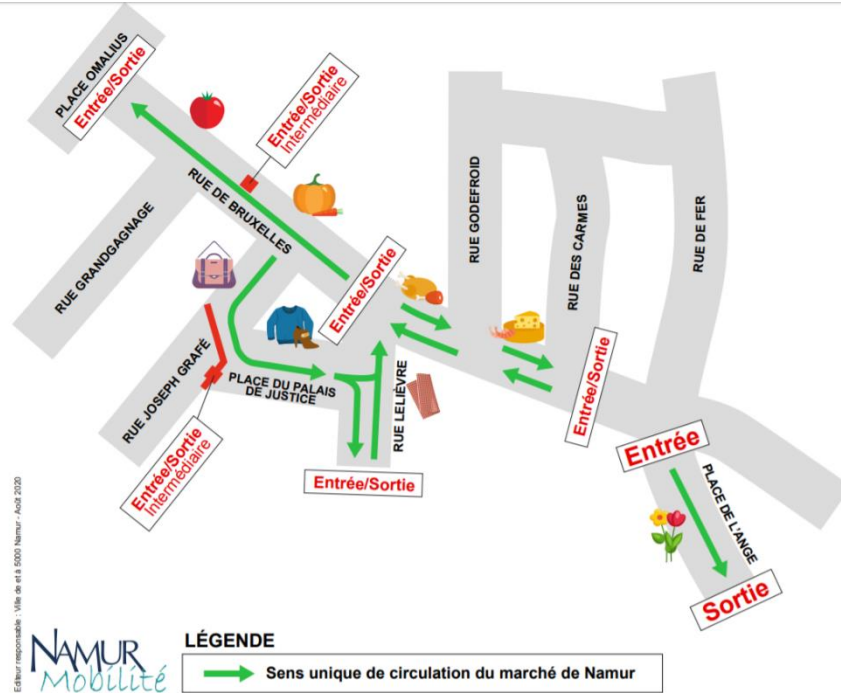 PLACE OMALIUS
Entrée/Sortie
Entrée/Sortie
Intermédiaire
RUE DE BRUXELLES
RUE GRANDGAGNAGE
RUE GODEFROID
RUE DES CARMES
RUE DE FER
Entrée/Sortie
RUE JOSEPH GRAFÉ
PLACE DU PALAIS
DE JUSTICE
RUE LELIÈVRE
Entrée/Sortie
Entrée/Sortie
Intermédiaire
Entrée/Sortie
Entrée
PLACE DE L'ANGE
Sortie
Editeur responsable : Ville de et à 5000 Namur - Août 2020
NAMUR
Mobilité
LÉGENDE
Sens unique de circulation du marché de Namur